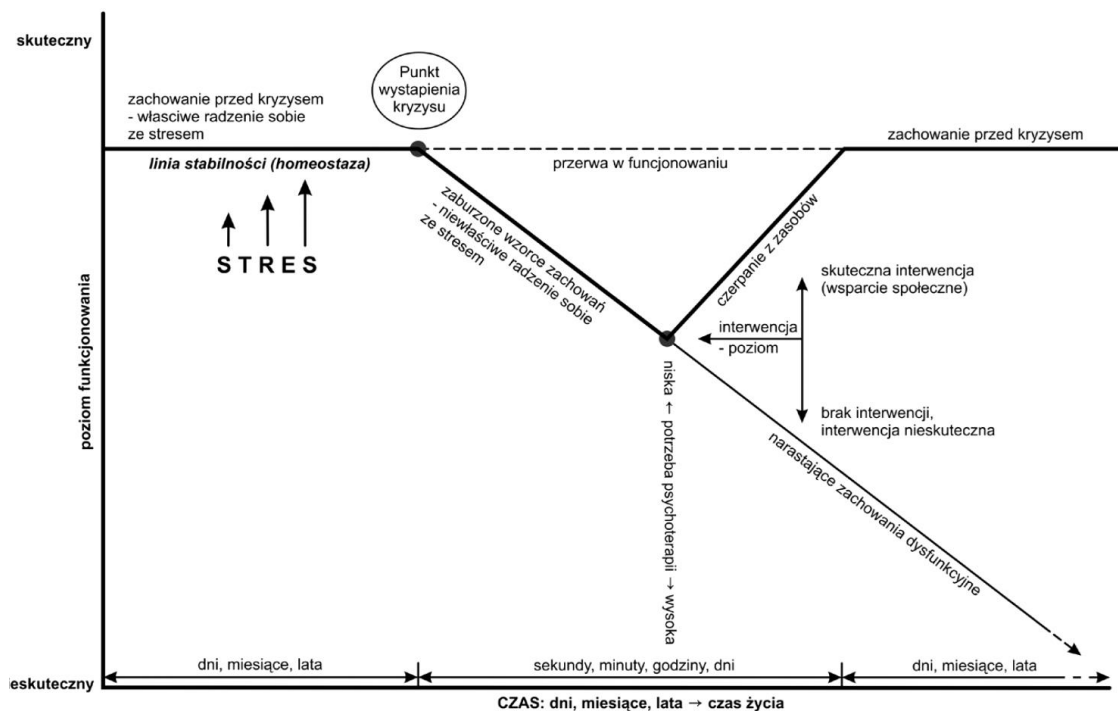 skuteczny
Punkt
wystapienia
kryzysu
zachowanie przed kryzysem
- własciwe radzenie sobie
ze stresem
zachowanie przed kryzysem
linia stabilności (homeostaza)
przerwa w funcjonowaniu
STRES
zaburzone wzorce zachowań
- niewłaściwe radzenie sobie
ze stresem
czerpanie z zasobów
skuteczna interwencja
(wsparcie społeczne)
interwencja
- poziom
brak interwencji,
interwencja nieskuteczna
niska ← potrzeba psychoterapii → wysoka
narastające zachowania dysfunkcyjne
poziom funkcjonowania
dni, miesiące, lata
sekundy, minuty, godziny, dni
dni, miesiące, lata
ieskuteczny
CZAS: dni, miesiące, lata → czas życia